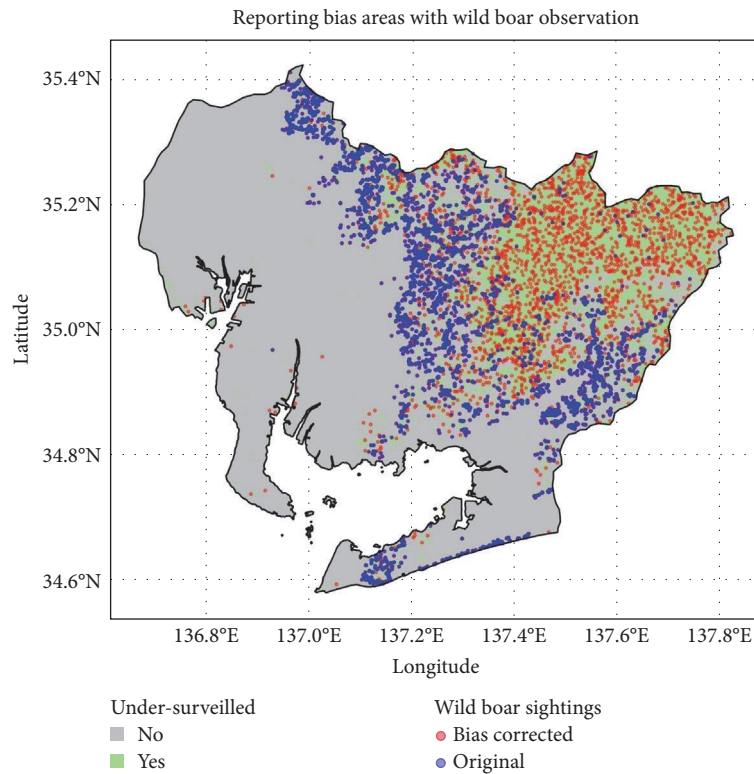 Reporting bias areas with wild boar observation
35.4°N
35.2°N
35.0°N
34.8°N
34.6°N
Latitude
136.8°E 137.0°E 137.2°E 137.4°E 137.6°E 137.8°E
Longitude
Under-surveilled
No
Yes
Wild boar sightings
Bias corrected
Original